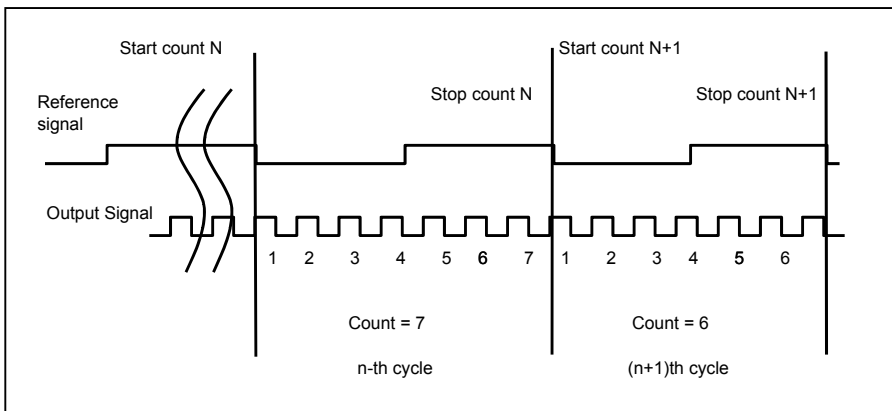 Start count N
Start count N+1
Stop count N
Stop count N+1
Reference
signal
Output Signal
1 2 3 4 5 6 7 1 2 3 4 5 6
Count = 7
Count = 6
n-th cycle
(n+1)th cycle